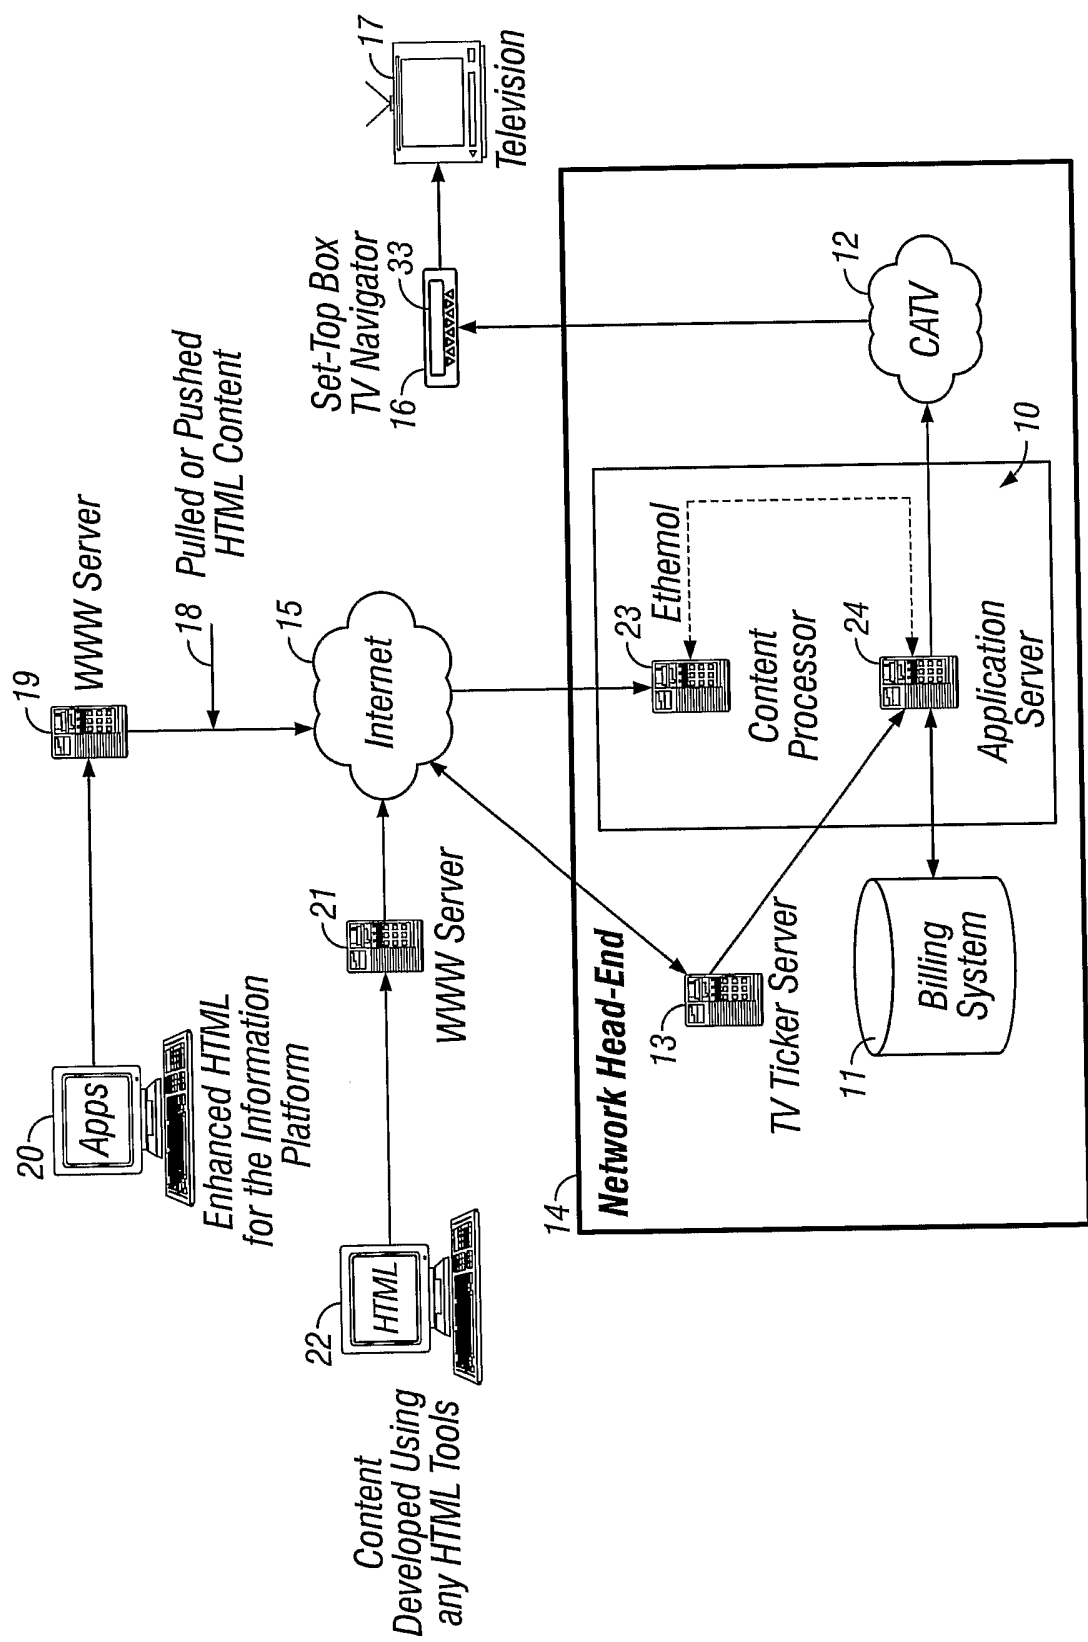 20
Apps
Enhanced HTML
for the Information
Platform
19
WWW Server
18
Pulled or Pushed
HTML Content
22
HTML
Content
Developed Using
any HTML Tools
21
WWW Server
15
Internet
Set-Top Box
TV Navigator
16
33
17
Television
14
Network Head-End
13
TV Ticker Server
23
Ethemol
Content
Processor
24
Application
Server
10
11
Billing
System
12
CATV